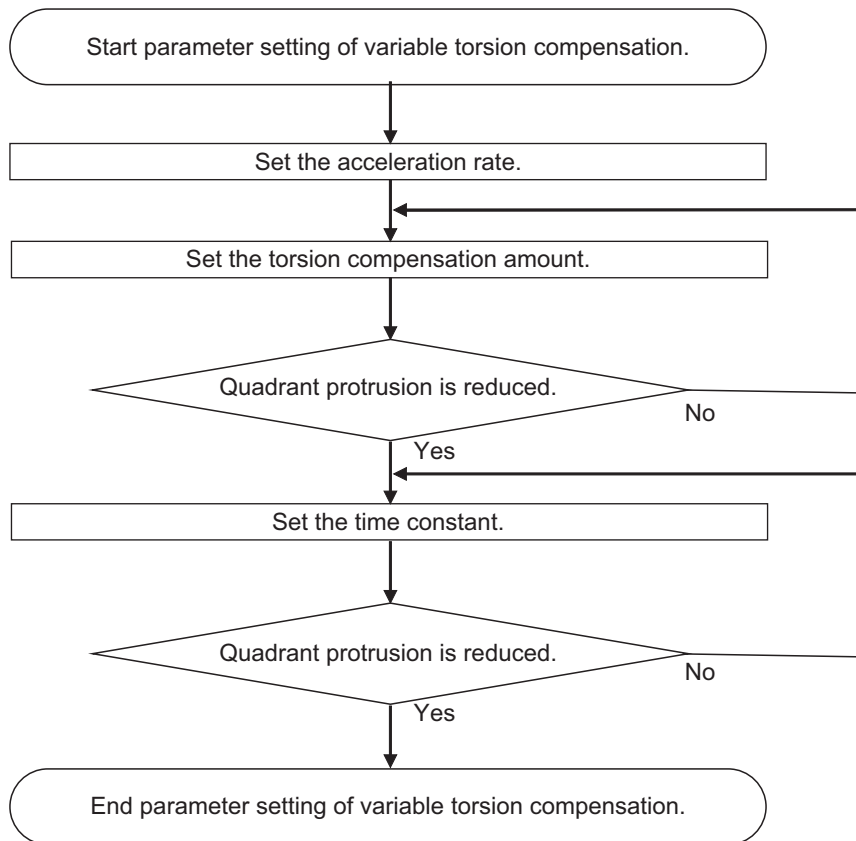 Start parameter setting of variable torsion compensation.
Set the acceleration rate.
Set the torsion compensation amount.
Quadrant protrusion is reduced.
No
Yes
Set the time constant.
Quadrant protrusion is reduced.
No
Yes
End parameter setting of variable torsion compensation.